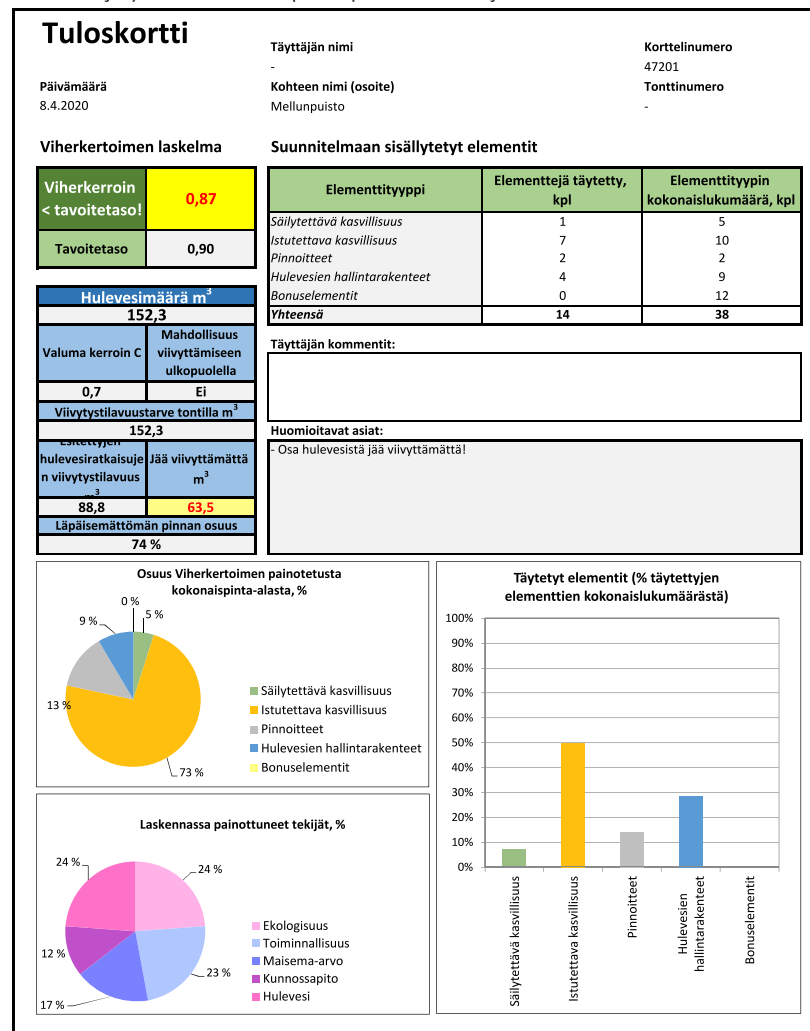 Tuloskortti
Täyttäjän nimi
-
Korttelinumero
47201
Päivämäärä
8.4.2020
Kohteen nimi (osoite)
Mellunpuisto
Tonttinumero
-
Viherkertoimen laskelma
Viherkerroin
< tavoitetaso!
0,87
Tavoitetaso
0,90
Suunnitelmaan sisällytetyt elementit
Elementtityyppi
Elementtejä täytetty, kpl
Elementtityypin kokonaislukumäärä, kpl
Säilytettävä kasvillisuus 1 5
Istutettava kasvillisuus 7 10
Pinnoitteet 2 2
Hulevesien hallintarakenteet 4 9
Bonuselementit 0 12
Yhteensä 14 38
Hulevesimäärä m³
152,3
Valuma kerroin C
Mahdollisuus
viivyttämiseen
ulkopuolella
0,7 Ei
Viivytystilavuustarve tontilla m³
152,3
Esitettyjen
hulevesiratkaisuje
n viivytystilavuus
m³
Jää viivyttämättä
m³
88,8 63,5
Läpäisemättömän pinnan osuus
74 %
Täyttäjän kommentit:
Huomioitavat asiat:
- Osa hulevesistä jää viivyttämättä!
Osuus Viherkertoimen painotetusta
kokonaispinta-alasta, %
0 %
5 %
9 %
13 %
73 %
Säilytettävä kasvillisuus
Istutettava kasvillisuus
Pinnoitteet
Hulevesien hallintarakenteet
Bonuselementit
Laskennassa painottuneet tekijät, %
24 %
24 %
12 %
23 %
17 %
Ekologisuus
Toiminnallisuus
Maisema-arvo
Kunnossapito
Hulevesi
Täytetyt elementit (% täytettyjen
elementtien kokonaislukumäärästä)
100%
90%
80%
70%
60%
50%
40%
30%
20%
10%
0%
Säilytettävä kasvillisuus
Istutettava kasvillisuus
Pinnoitteet
Hulevesien
hallintarakenteet
Bonuselementit